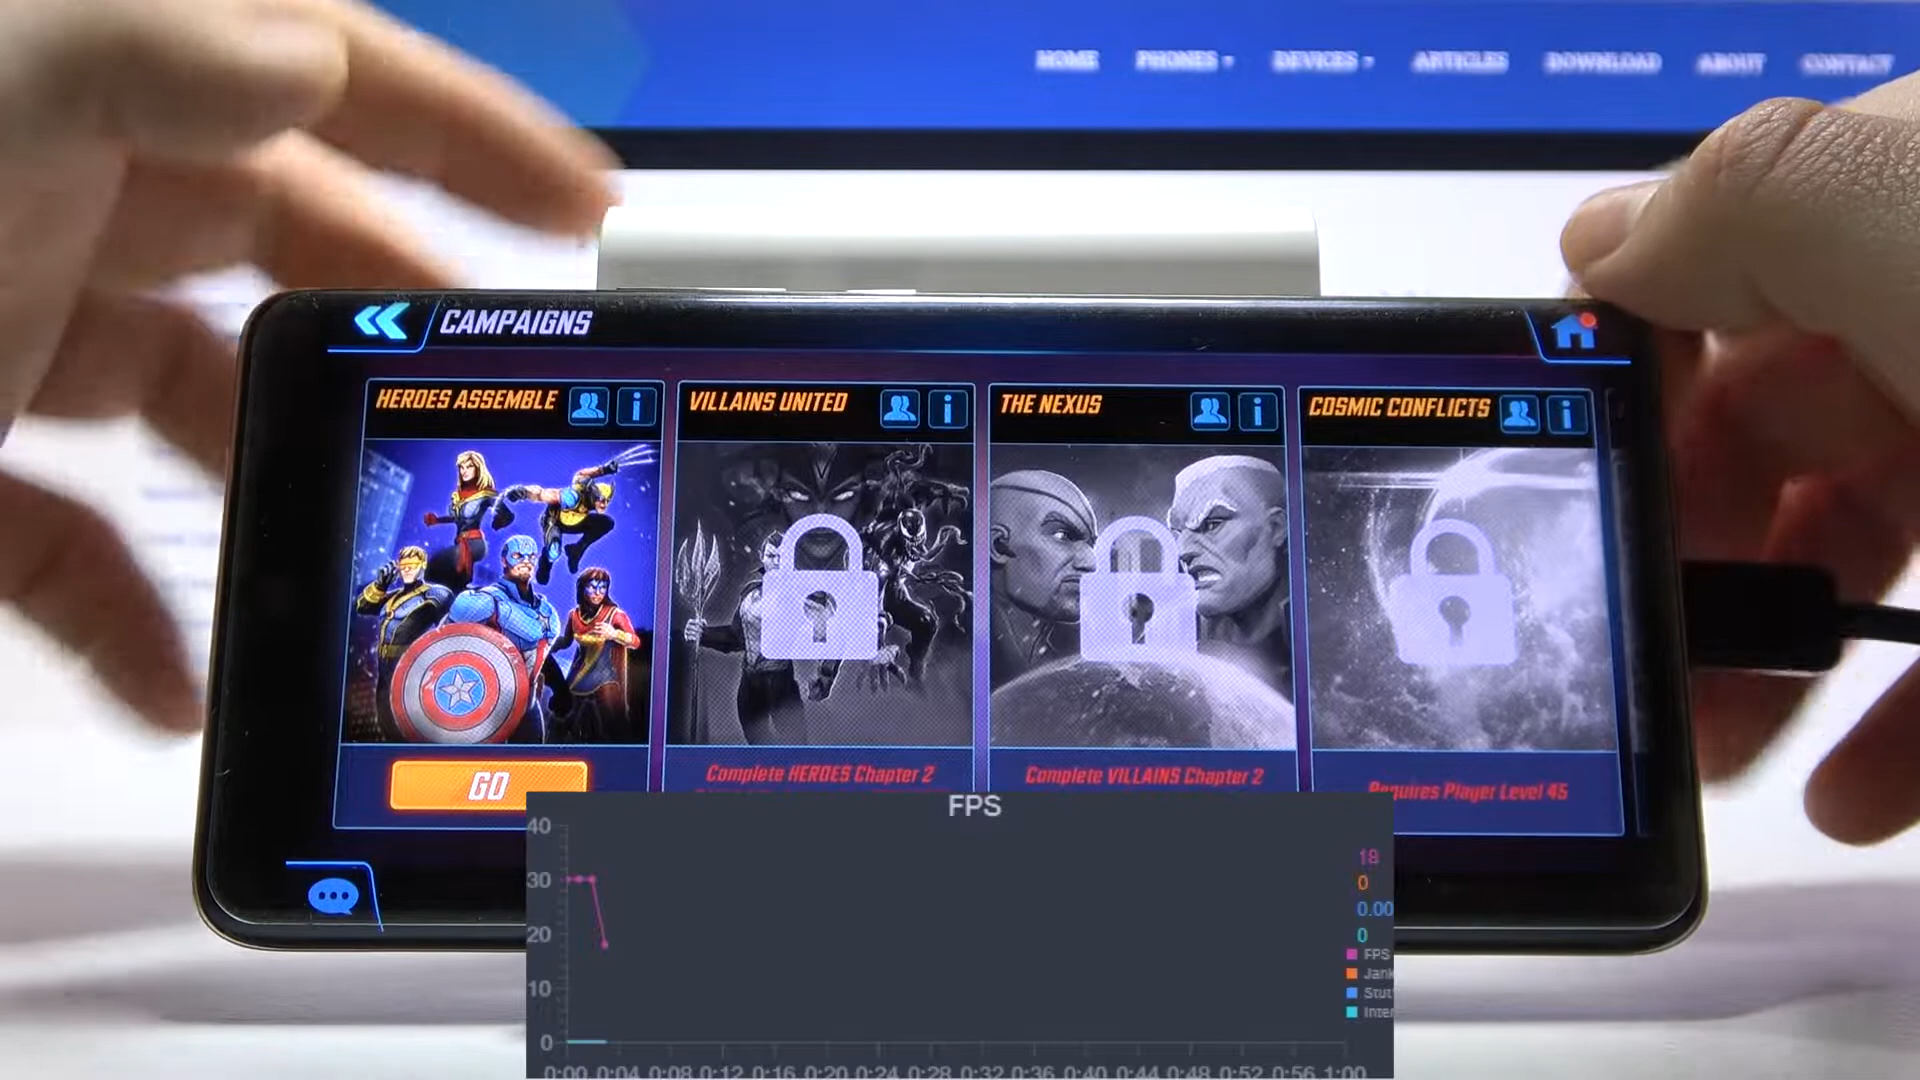 HOME PHONES DEVICES ARTICLES DOWNLOAD ABOUT CONTACT
CAMPAIGNS
HEROES ASSEMBLE
VILLAINS UNITED
THE NEXUS
COSMIC CONFLICTS
GO
Complete HEROES Chapter 2
Complete VILLAINS Chapter 2
Requires Player Level 45
FPS
40
30
20
10
0
0:00 0:04 0:08 0:12 0:16 0:20 0:24 0:28 0:32 0:36 0:40 0:44 0:48 0:52 0:56 1:00
18
0
0.00
0
FPS
Jank
Stut
Inter